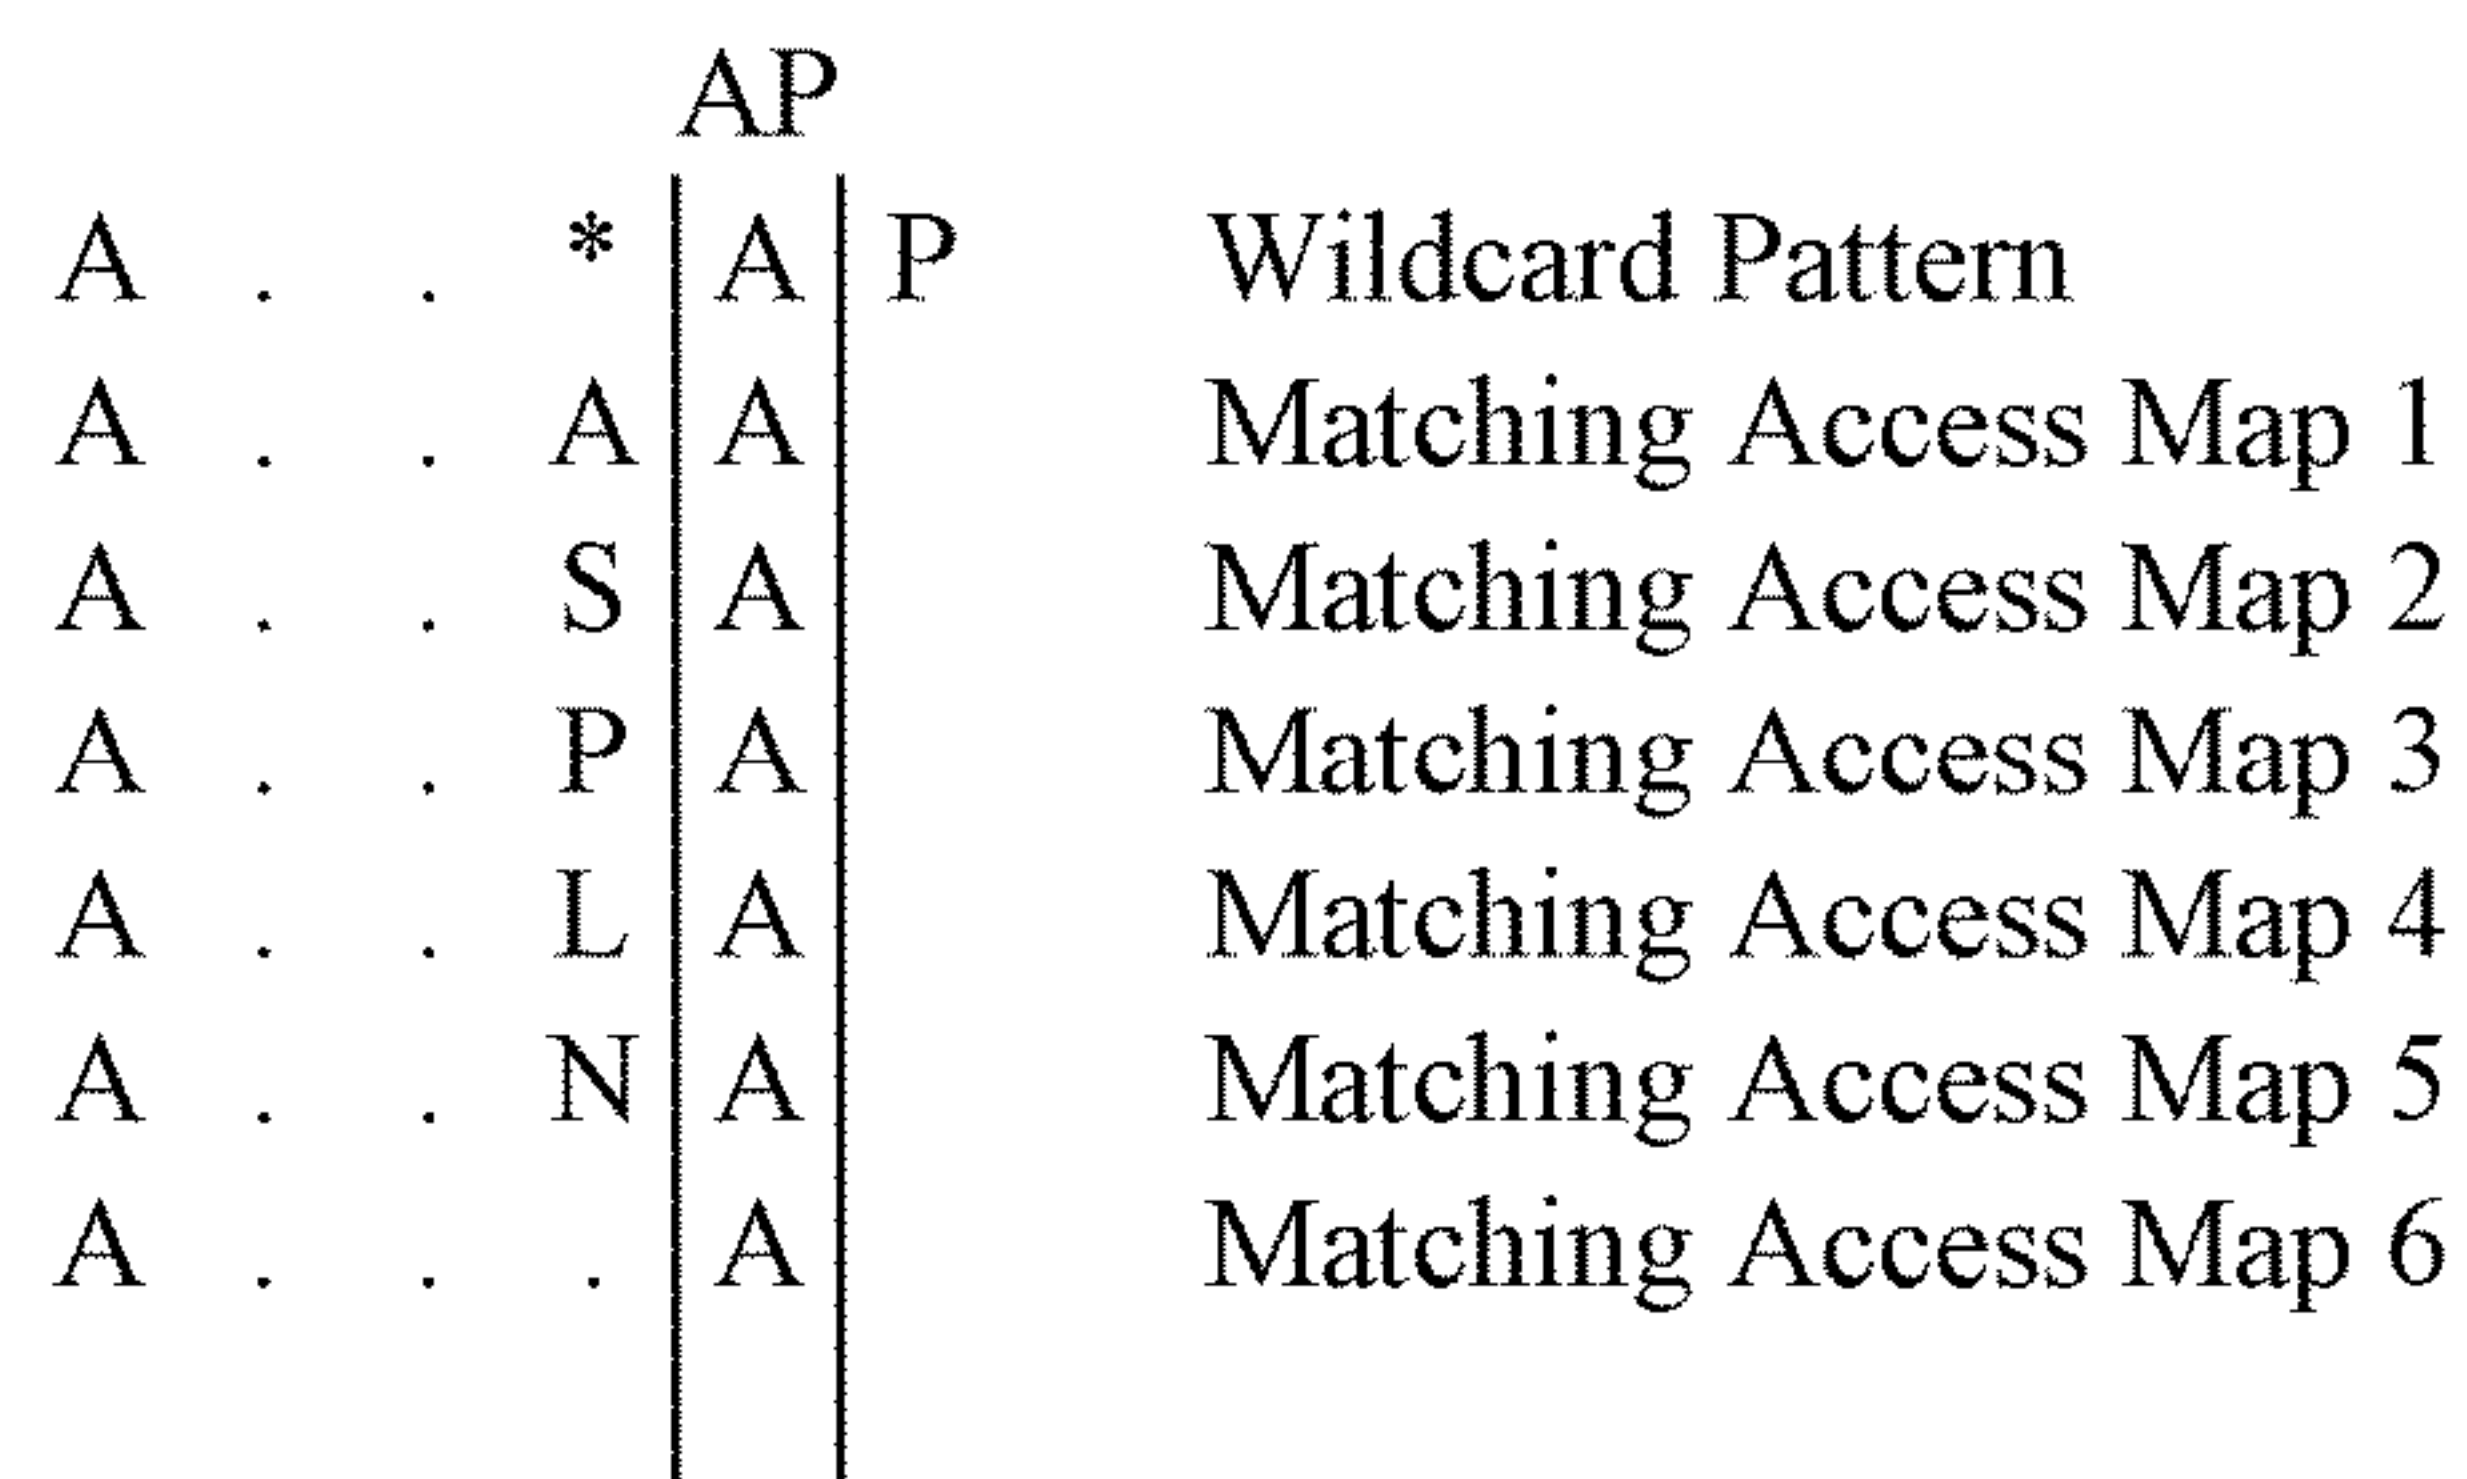 AP
A . . * A P Wildcard Pattern
A . . A A Matching Access Map 1
A . . S A Matching Access Map 2
A . . P A Matching Access Map 3
A . . L A Matching Access Map 4
A . . N A Matching Access Map 5
A . . . A Matching Access Map 6